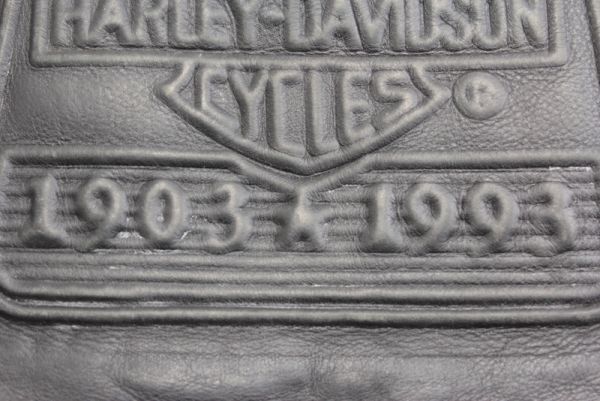 HARLEY-DAVIDSON
CYCLES ®
1903 ★ 1993